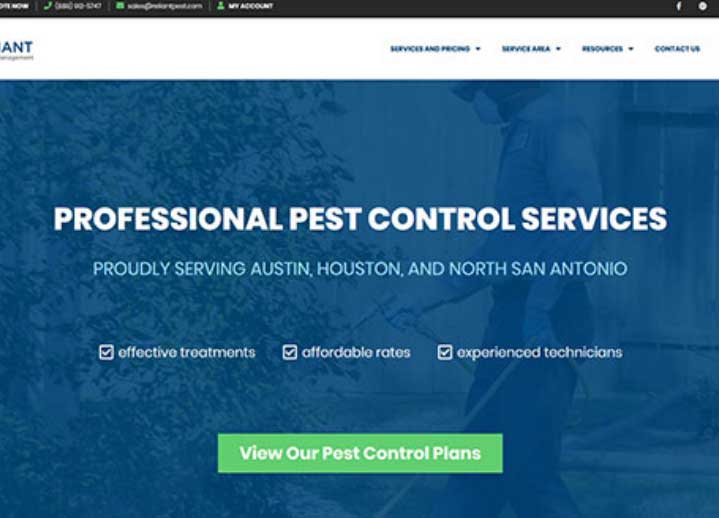 OTE NOW (888) 912-5747 sales@reliantpest.com MY ACCOUNT
IANT
SERVICES AND PRICING SERVICE AREA RESOURCES CONTACT US
PROFESSIONAL PEST CONTROL SERVICES
PROUDLY SERVING AUSTIN, HOUSTON, AND NORTH SAN ANTONIO
effective treatments affordable rates experienced technicians
View Our Pest Control Plans